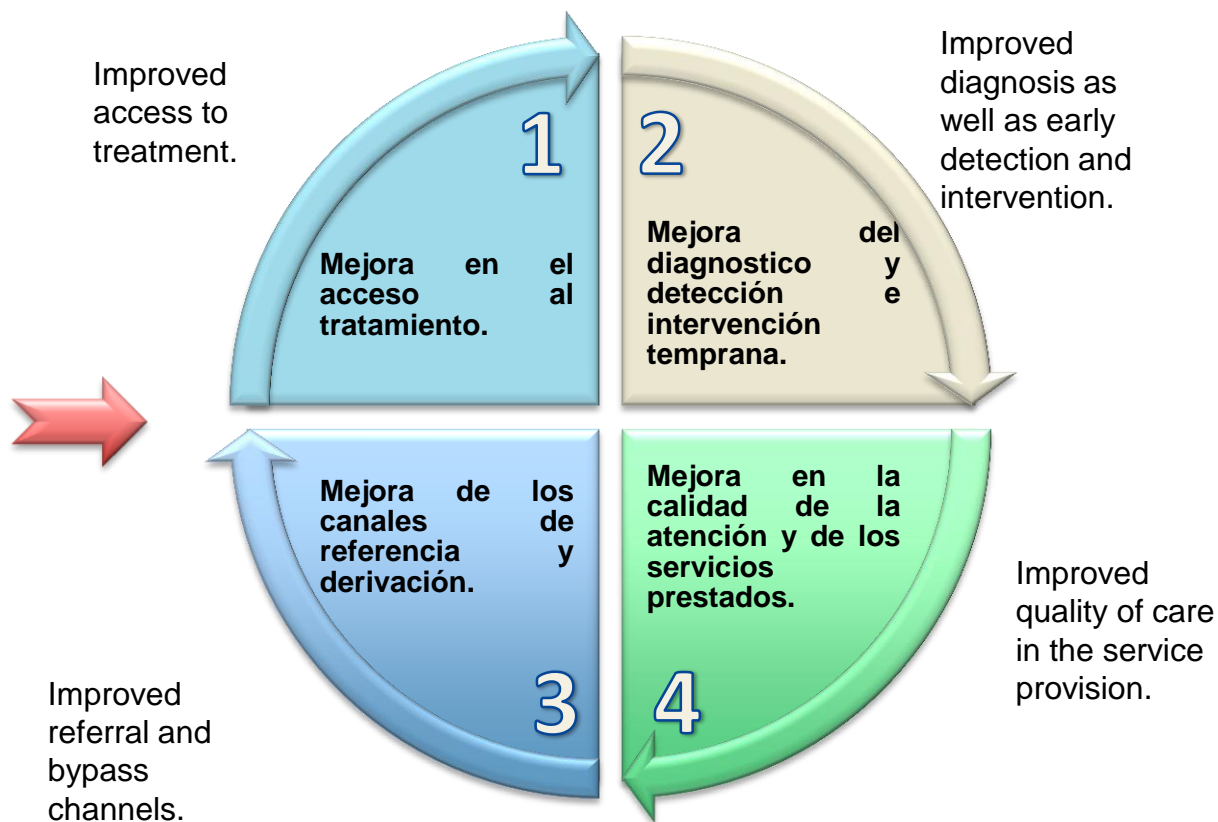 Improved
access to
treatment.
1
Mejora en el
acceso al
tratamiento.
2
Mejora del
diagnostico y
detección e
intervención
temprana.
Improved
diagnosis as
well as early
detection and
intervention.
Mejora de los
canales de
referencia y
derivación.
3
Improved
referral and
bypass
channels.
Mejora en la
calidad de la
atención y de los
servicios
prestados.
4
Improved
quality of care
in the service
provision.